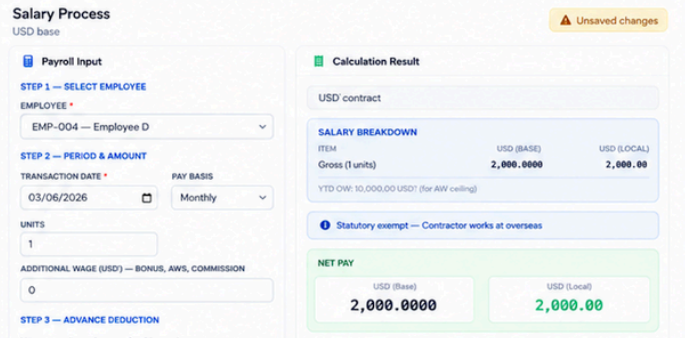 Salary Process
USD base
Unsaved changes
Payroll Input
STEP 1 — SELECT EMPLOYEE
EMPLOYEE *
EMP-004 — Employee D
STEP 2 — PERIOD & AMOUNT
TRANSACTION DATE * PAY BASIS
03/06/2026 Monthly
UNITS
1
ADDITIONAL WAGE (USD) — BONUS, AWS, COMMISSION
0
STEP 3 — ADVANCE DEDUCTION
Calculation Result
USD contract
SALARY BREAKDOWN
ITEM USD (BASE) USD (LOCAL)
Gross (1 units) 2,000.0000 2,000.00
YTD OW: 10,000.00 USD (for AW ceiling)
Statutory exempt — Contractor works at overseas
NET PAY
USD (Base) USD (Local)
2,000.0000 2,000.00